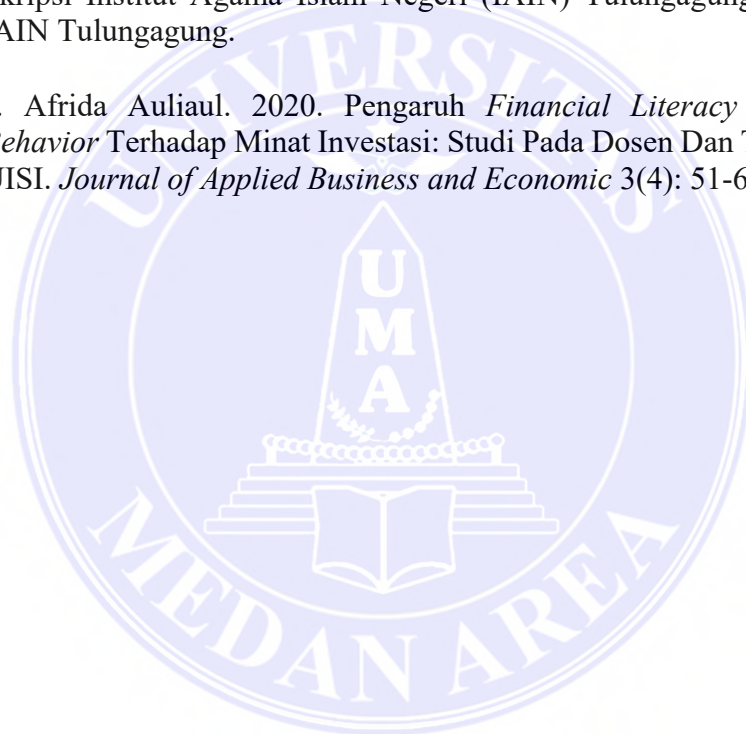 kripsi Institut Agama Islam Negeri (IAIN) Tulungagung
AIN Tulungagung.
. Afrida Auliaul. 2020. Pengaruh Financial Literacy
Behavior Terhadap Minat Investasi: Studi Pada Dosen Dan T
UISI. Journal of Applied Business and Economic 3(4): 51-6
UNIVERSITAS
UMA
MEDAN AREA